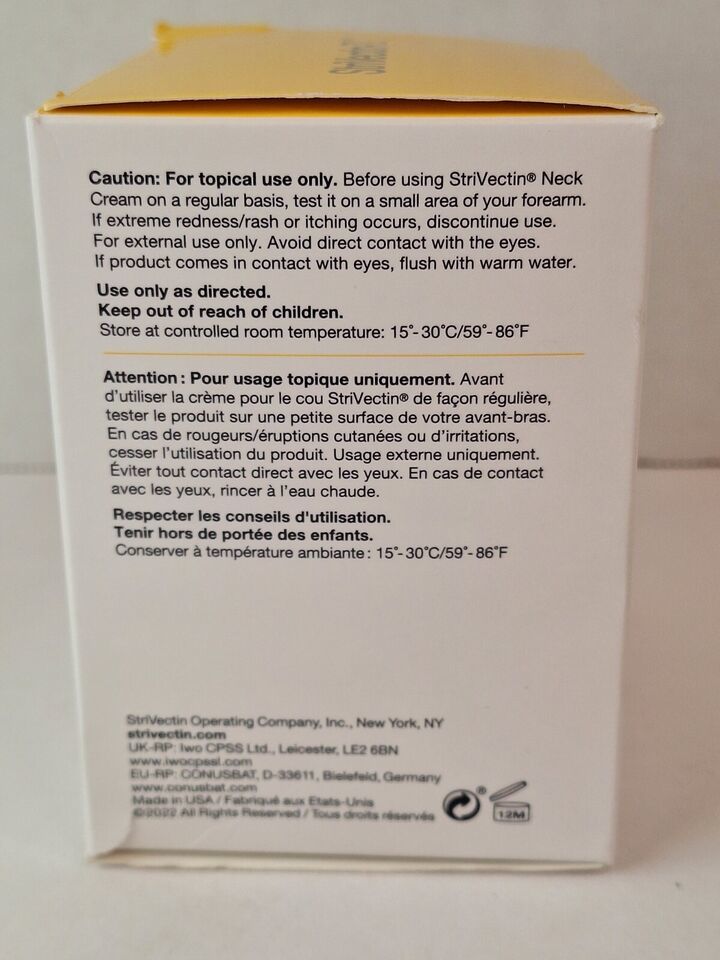 StriVectin
Caution: For topical use only. Before using StriVectin® Neck
Cream on a regular basis, test it on a small area of your forearm.
If extreme redness/rash or itching occurs, discontinue use.
For external use only. Avoid direct contact with the eyes.
If product comes in contact with eyes, flush with warm water.
Use only as directed.
Keep out of reach of children.
Store at controlled room temperature: 15°-30°C/59°-86°F
Attention : Pour usage topique uniquement. Avant
d'utiliser la crème pour le cou StriVectin® de façon régulière,
tester le produit sur une petite surface de votre avant-bras.
En cas de rougeurs/éruptions cutanées ou d'irritations,
cesser l'utilisation du produit. Usage externe uniquement.
Éviter tout contact direct avec les yeux. En cas de contact
avec les yeux, rincer à l'eau chaude.
Respecter les conseils d'utilisation.
Tenir hors de portée des enfants.
Conserver à température ambiante : 15°-30°C/59°-86°F
StriVectin Operating Company, Inc., New York, NY
strivectin.com
UK-RP: Iwo CPSS Ltd., Leicester, LE2 6BN
www.iwocpssl.com
EU-RP: CONUSBAT, D-33611, Bielefeld, Germany
www.conusbat.com
Made in USA / Fabriqué aux Etats-Unis
©2022 All Rights Reserved / Tous droits réservés
®
12M